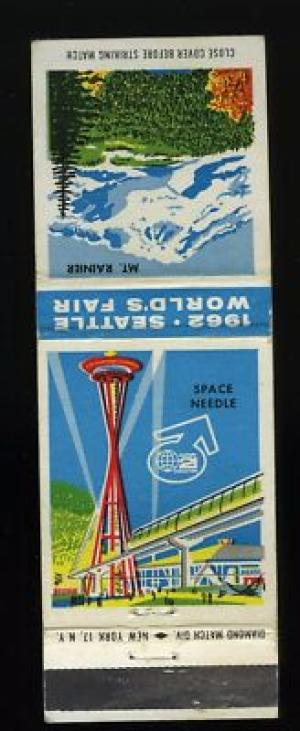 CLOSE COVER BEFORE STRIKING MATCH
MT. RAINIER
1962 • SEATTLE
WORLD'S FAIR
SPACE
NEEDLE
DIAMOND MATCH DIV. NEW YORK 17, N. Y.